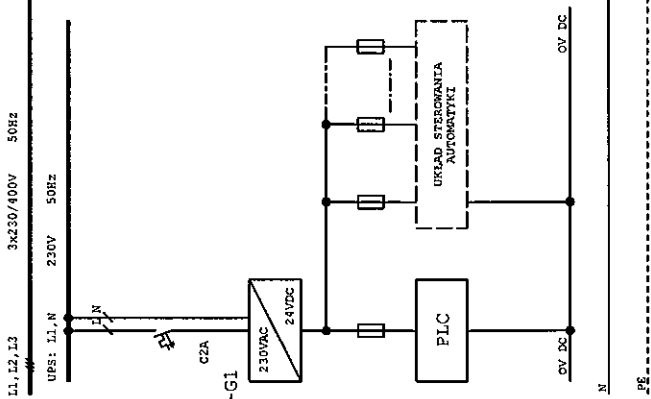 L1,L2,L3 3x230/400V 50Hz
UPS: L1,N 230V 50Hz
L N
C2A
-G1
230VAC
24VDC
PLC
UKŁAD STEROWANIA
AUTOMATYKI
0V DC
0V DC
N
PE